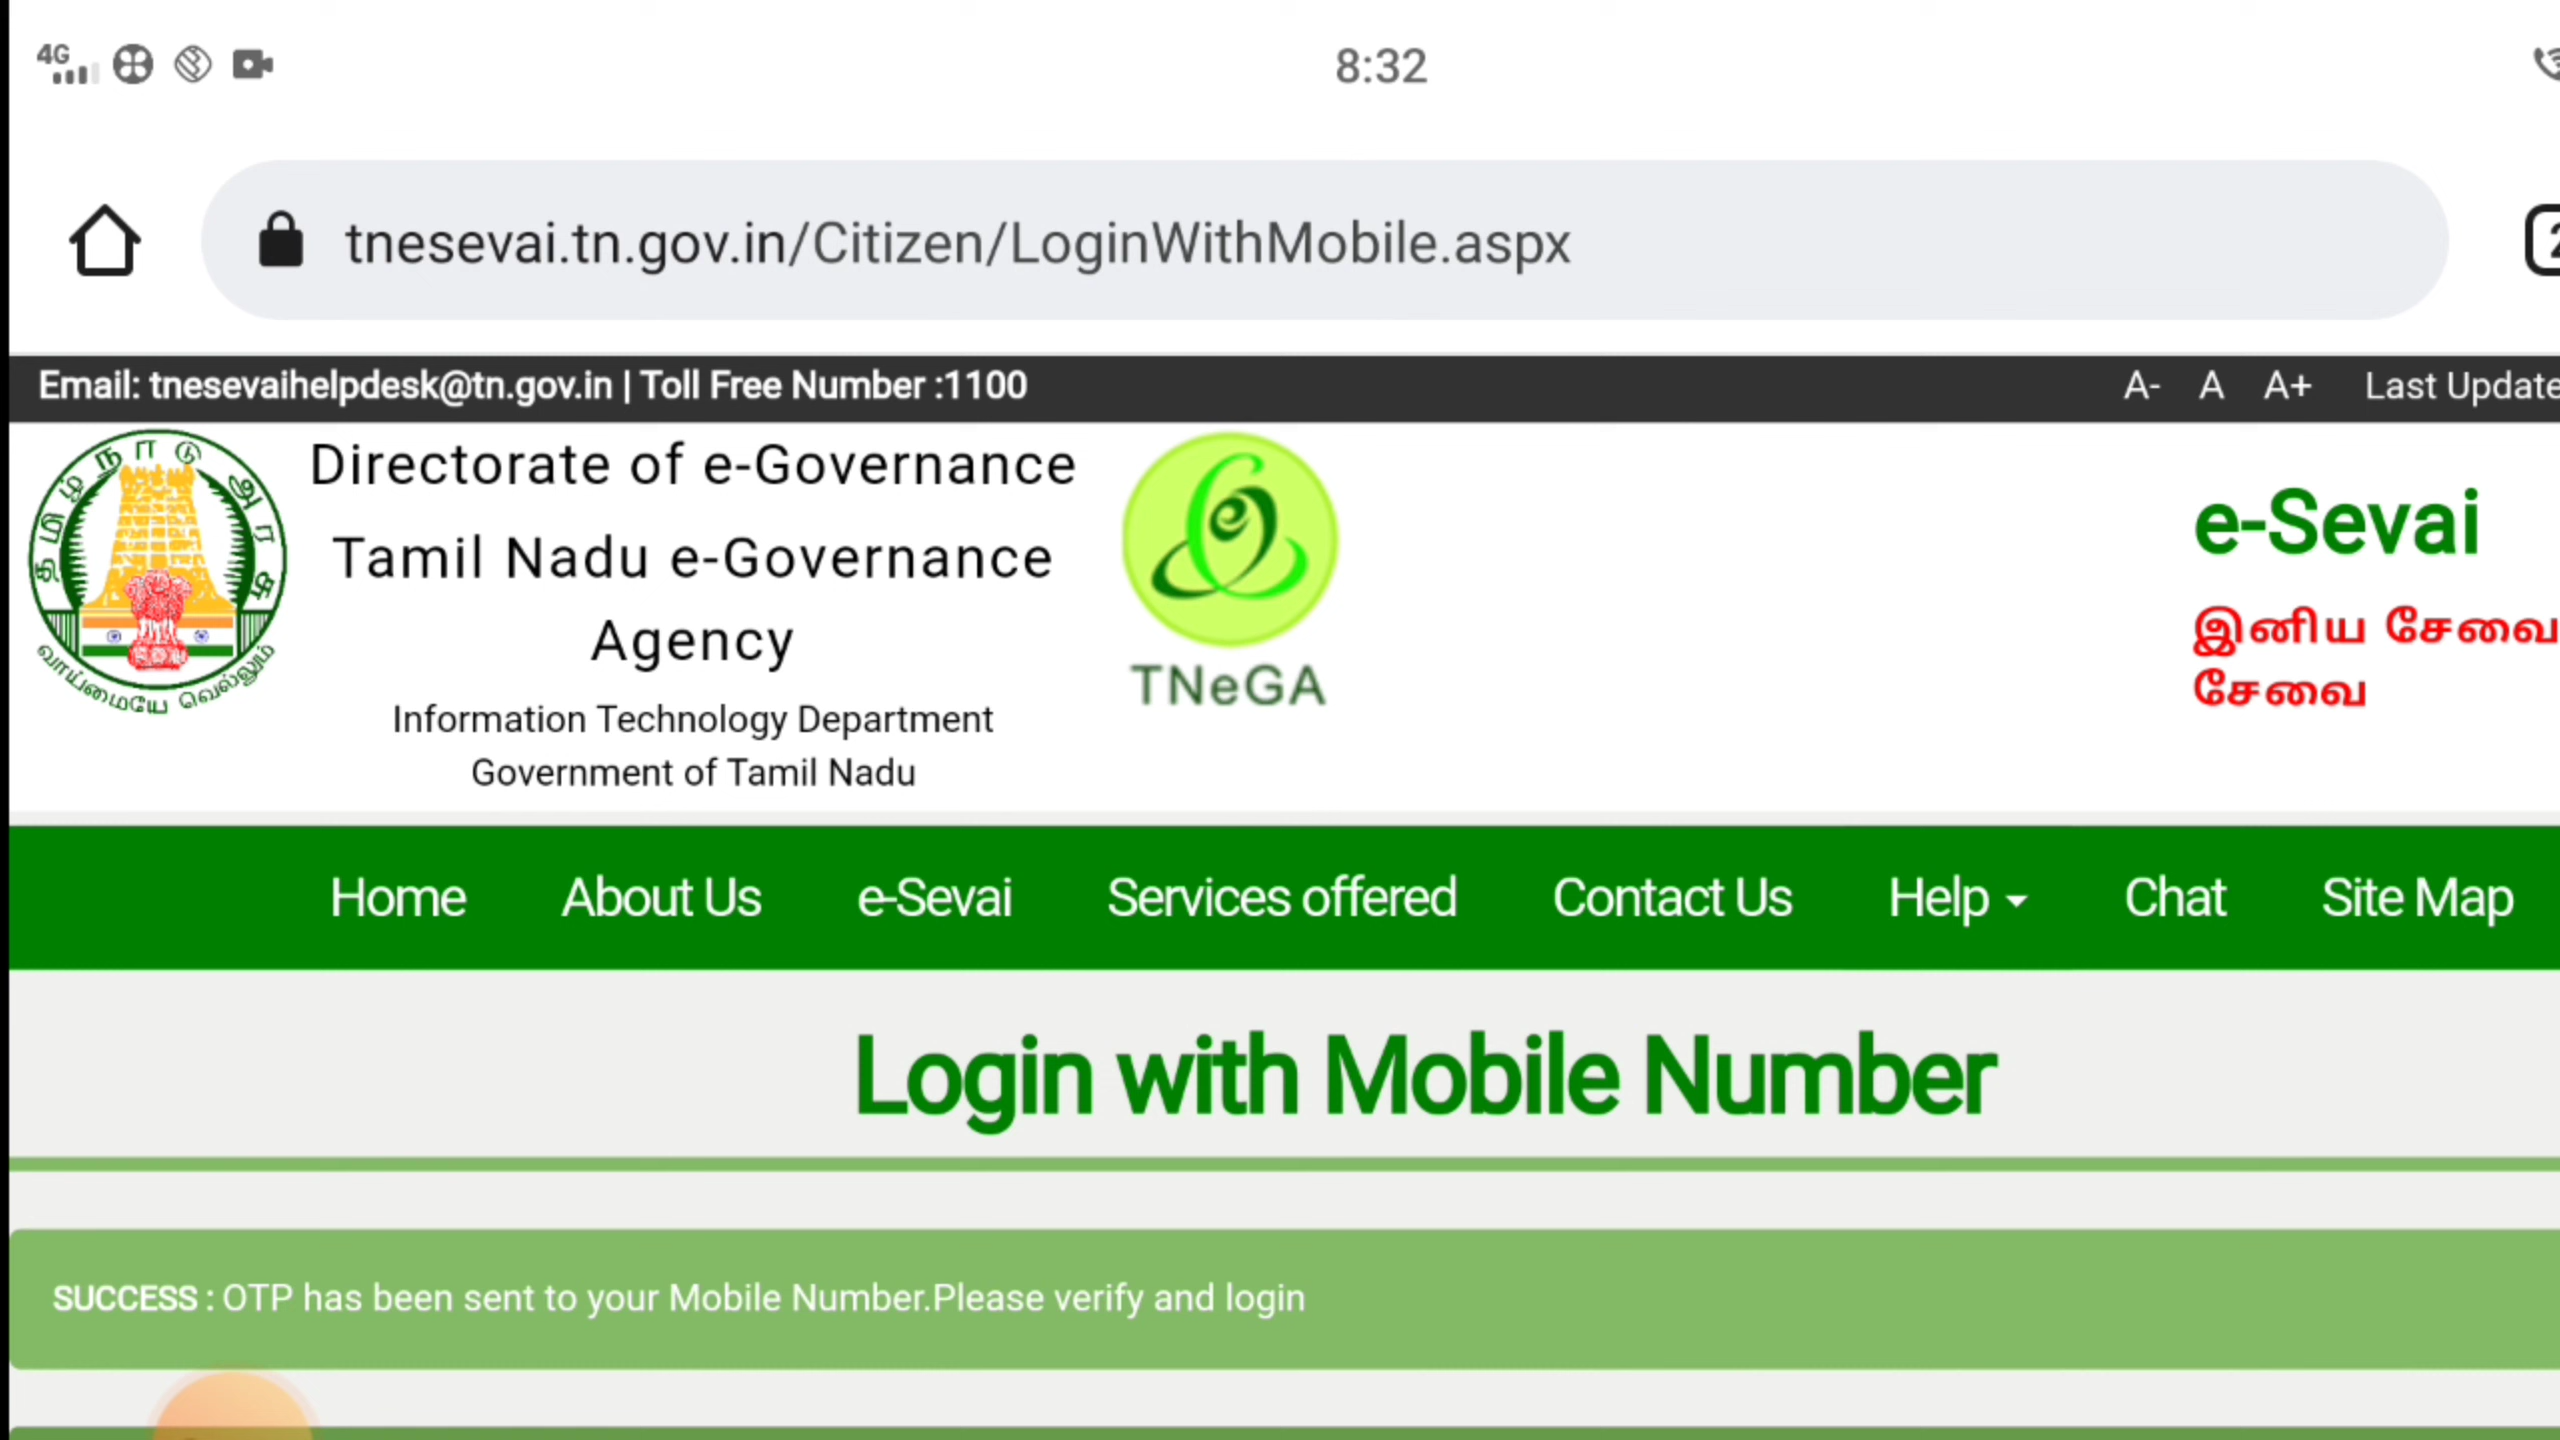 4G
8:32
tnesevai.tn.gov.in/Citizen/LoginWithMobile.aspx
Email: tnesevaihelpdesk@tn.gov.in | Toll Free Number :1100
A- A A+ Last Update
தமிழ்நாடு அரசு
வாய்மையே வெல்லும்
Directorate of e-Governance
Tamil Nadu e-Governance
Agency
Information Technology Department
Government of Tamil Nadu
TNeGA
e-Sevai
இனிய சேவை
சேவை
Home About Us e-Sevai Services offered Contact Us Help Chat Site Map
Login with Mobile Number
SUCCESS : OTP has been sent to your Mobile Number.Please verify and login